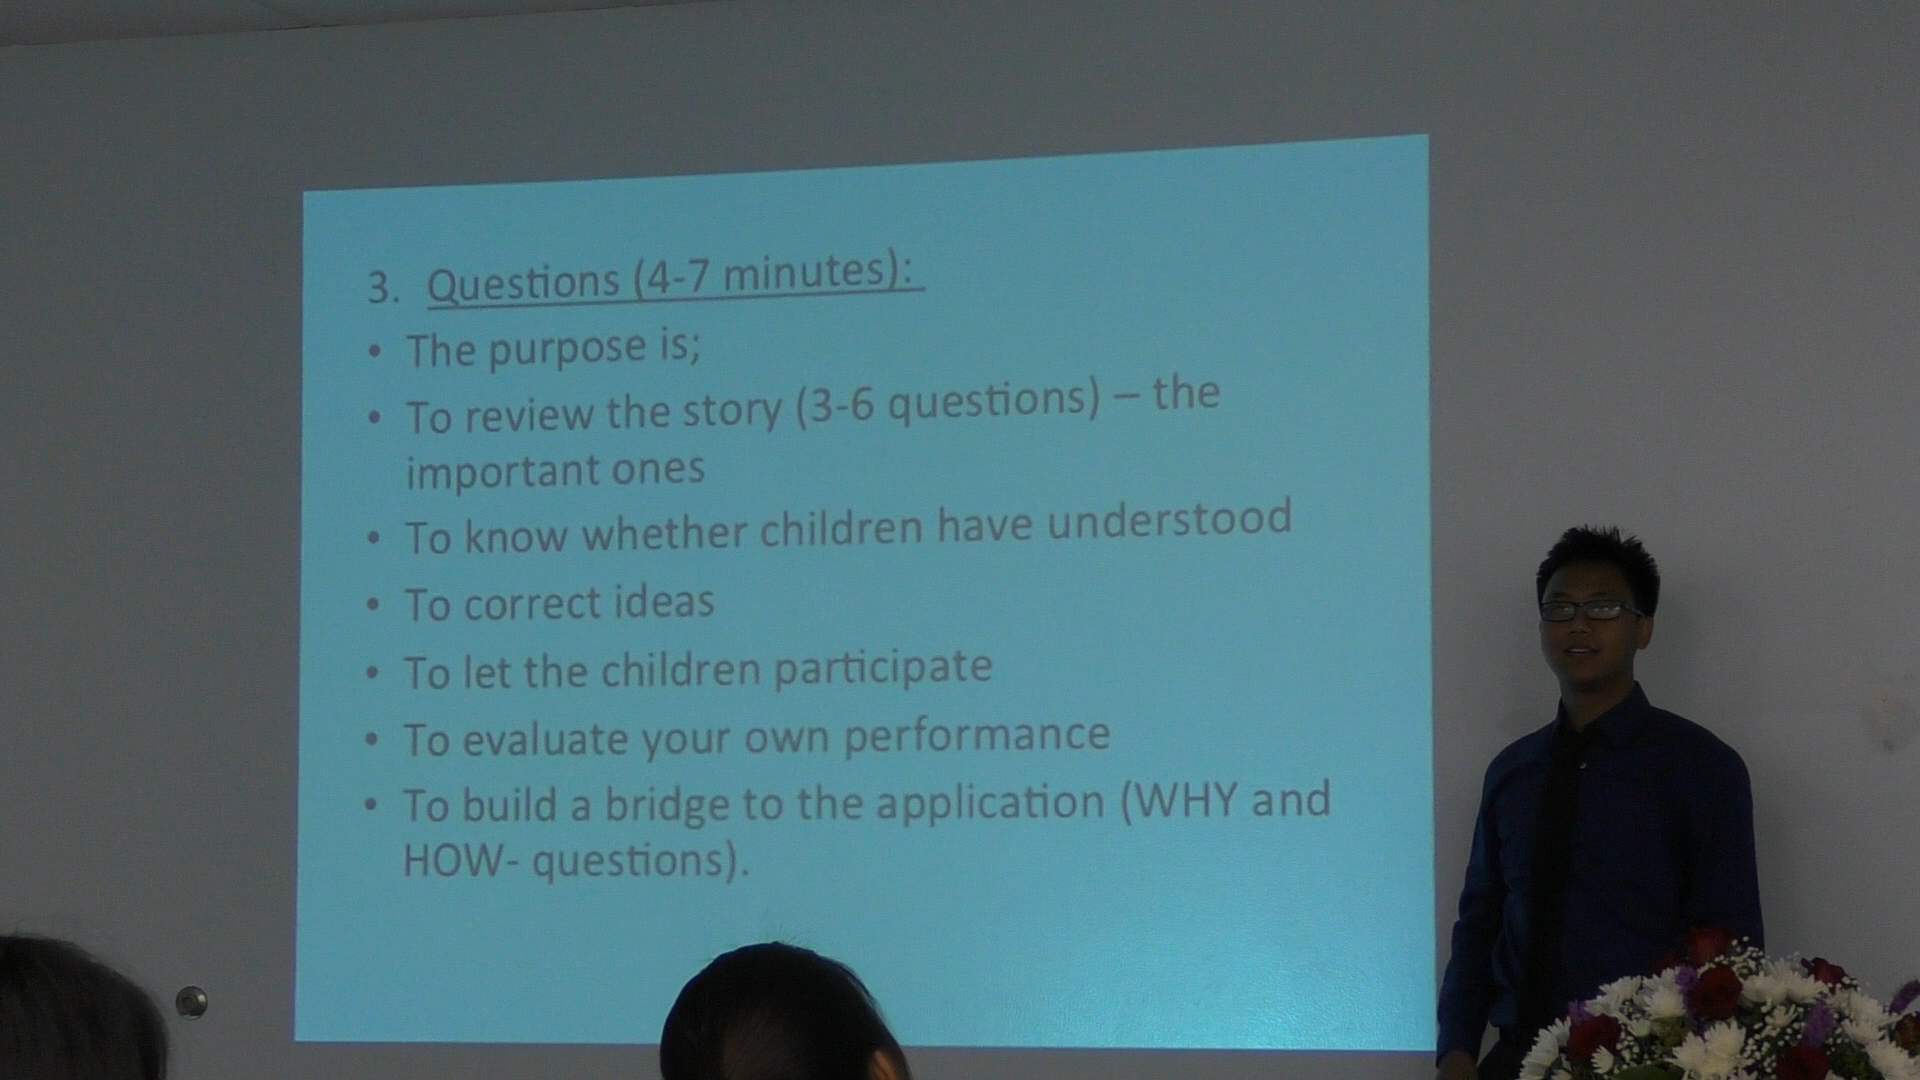 3. Questions (4-7 minutes):
• The purpose is;
• To review the story (3-6 questions) – the
important ones
• To know whether children have understood
• To correct ideas
• To let the children participate
• To evaluate your own performance
• To build a bridge to the application (WHY and
HOW- questions).